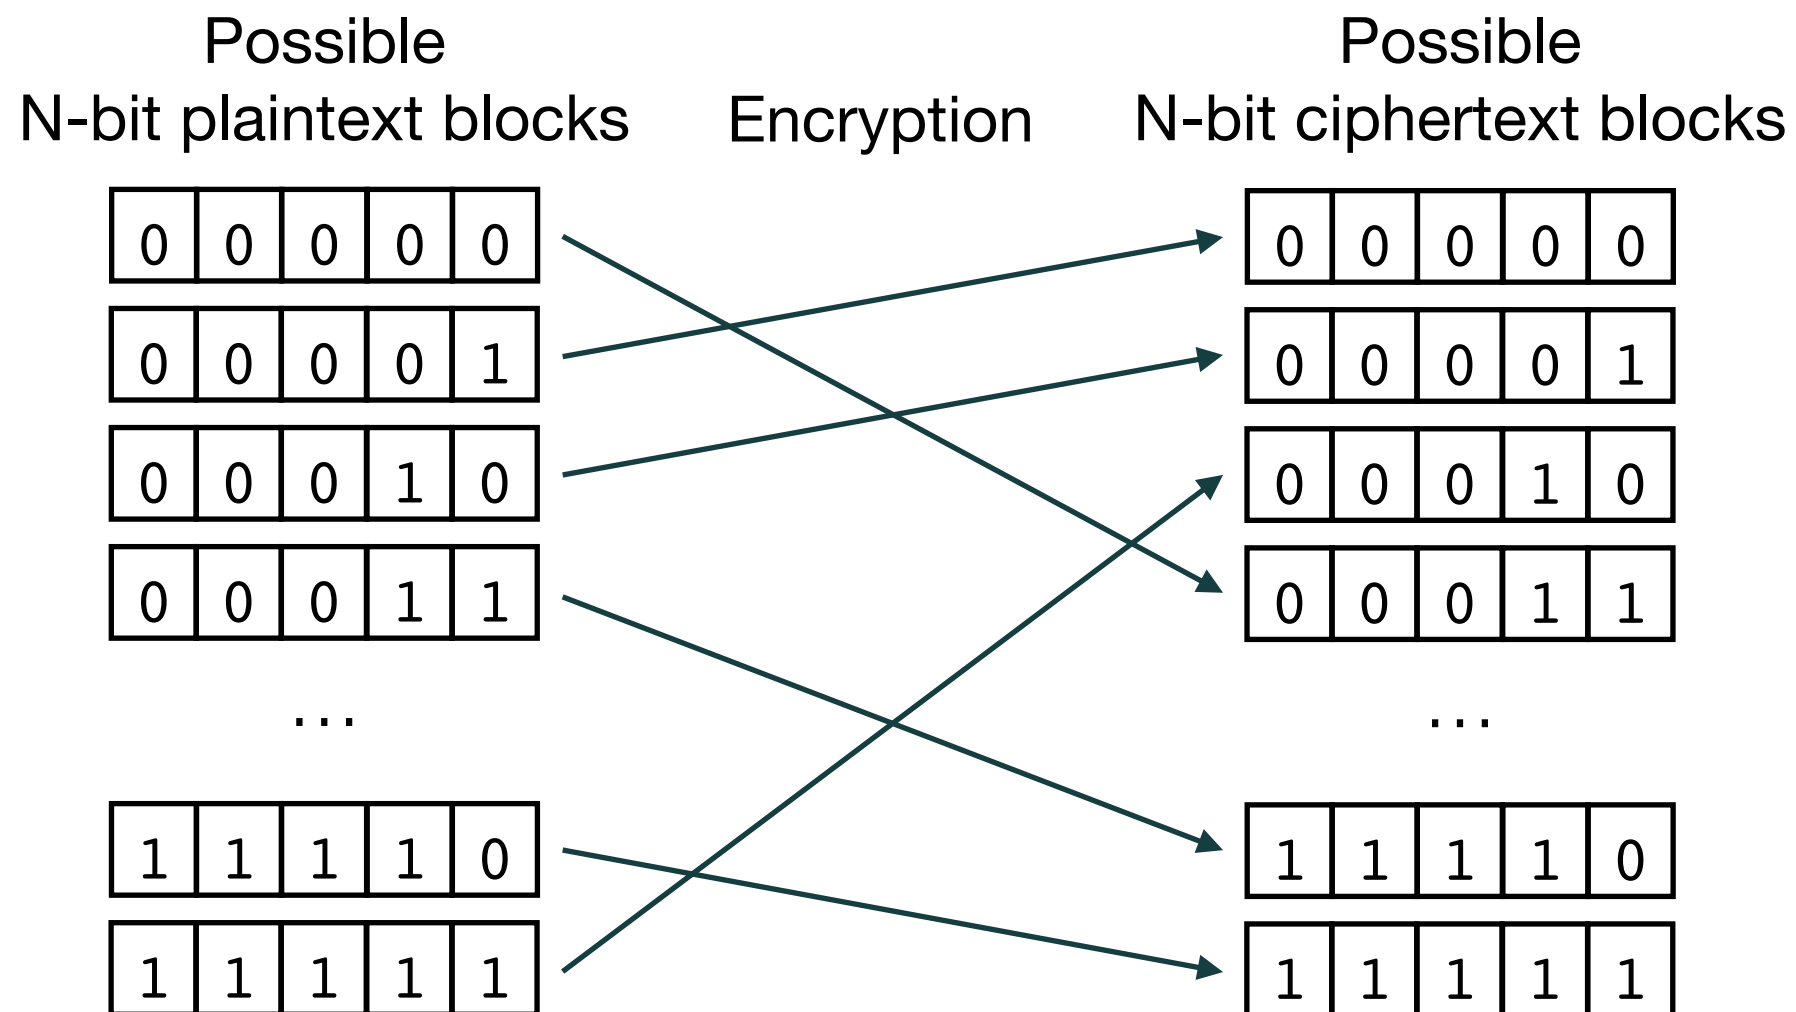 Possible
N-bit plaintext blocks
Encryption
Possible
N-bit ciphertext blocks
0 0 0 0 0
0 0 0 0 1
0 0 0 1 0
0 0 0 1 1
...
1 1 1 1 0
1 1 1 1 1
0 0 0 0 0
0 0 0 0 1
0 0 0 1 0
0 0 0 1 1
...
1 1 1 1 0
1 1 1 1 1